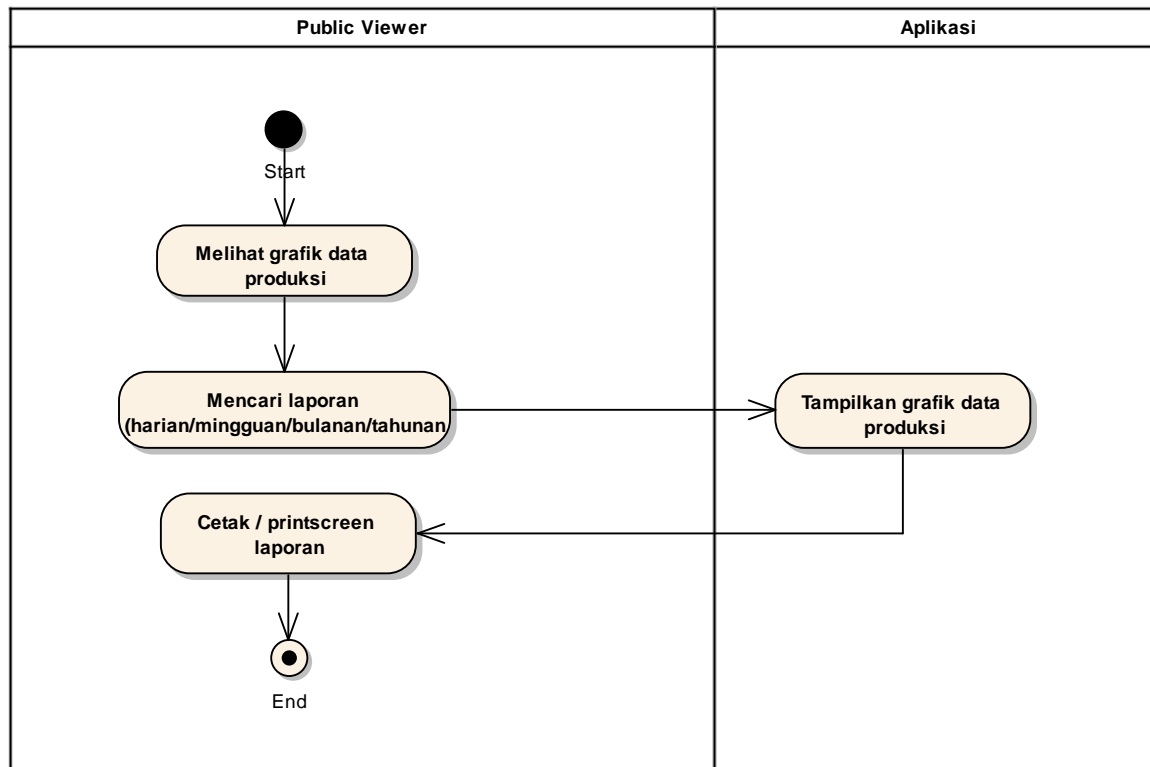 Public Viewer
Aplikasi
Start
Melihat grafik data
produksi
Mencari laporan
(harian/mingguan/bulanan/tahunan
Tampilkan grafik data
produksi
Cetak / printscreen
laporan
End